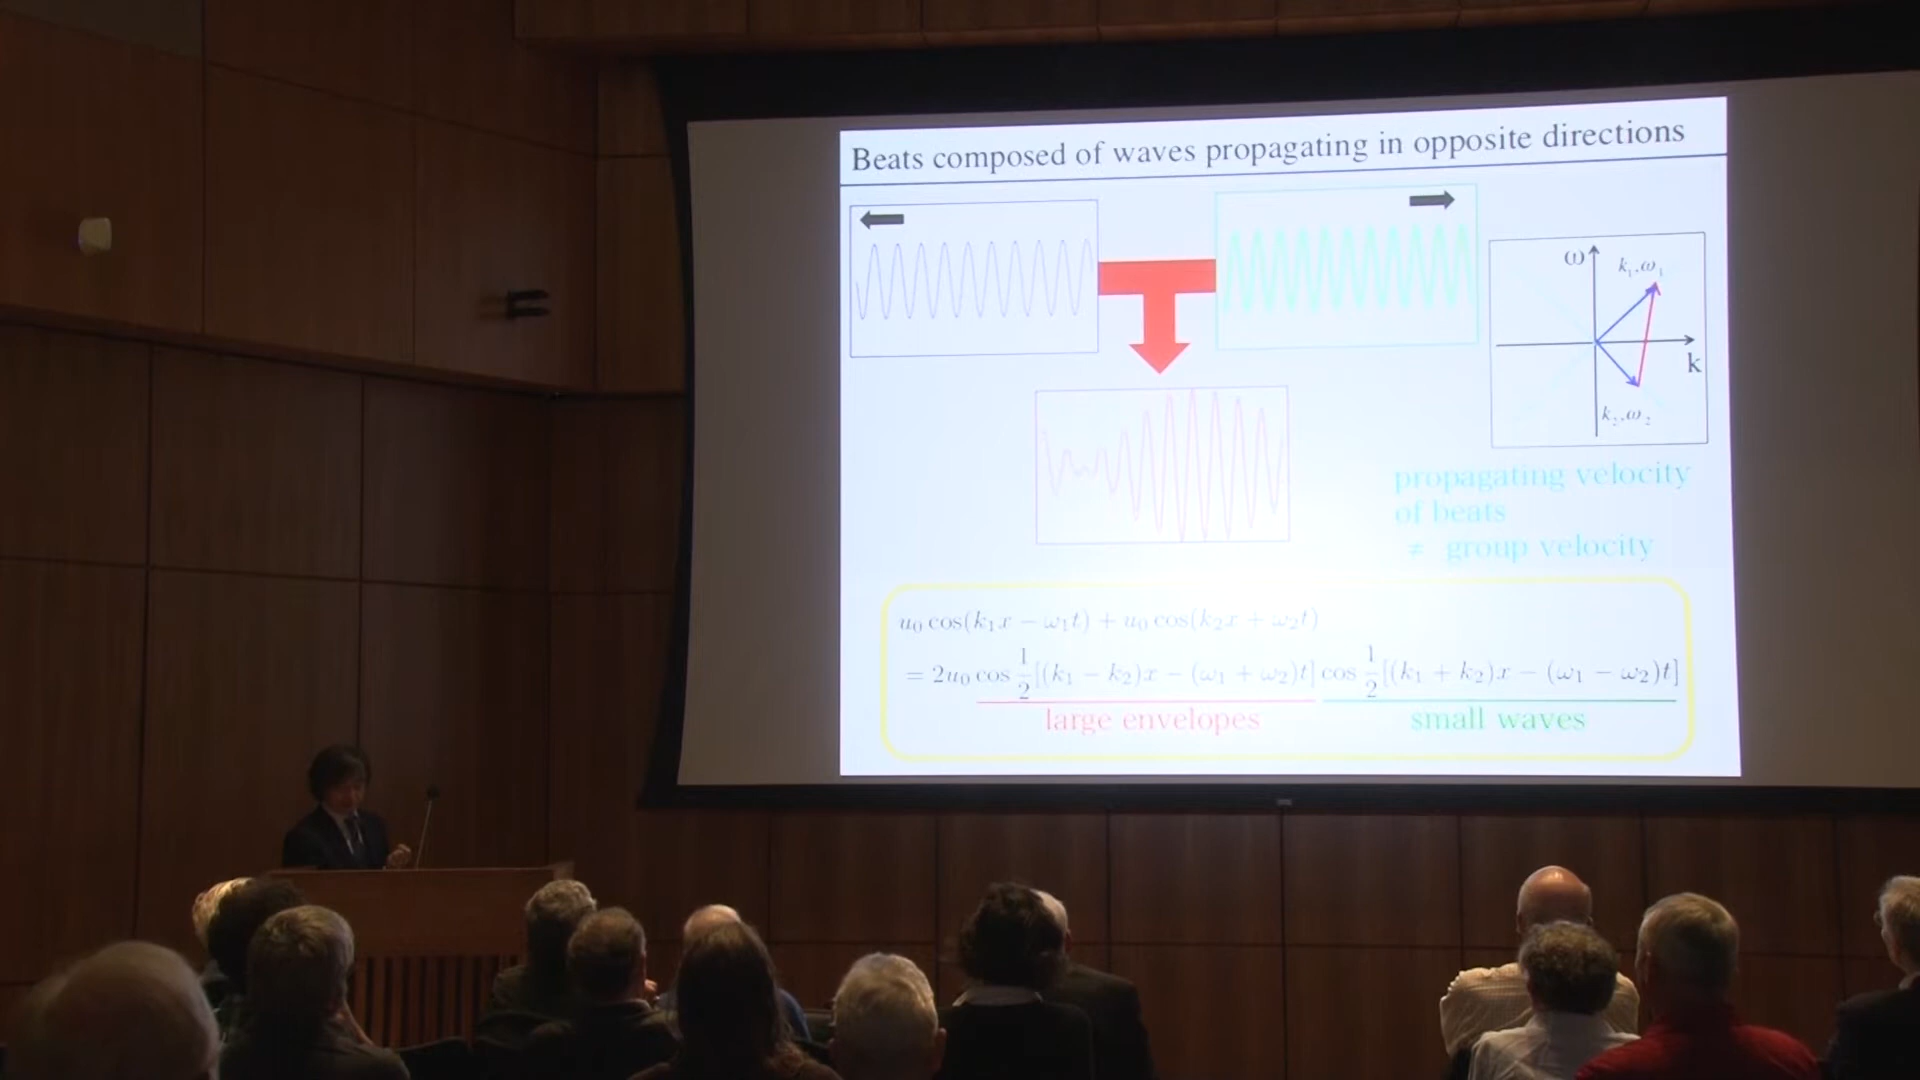 Beats composed of waves propagating in opposite directions
ω
k₁,ω₁
k
k₂,ω₂
propagating velocity
of beats
≠ group velocity
u₀ cos(k₁x − ω₁t) + u₀ cos(k₂x + ω₂t)
= 2u₀ cos 1/2 [(k₁ − k₂)x − (ω₁ + ω₂)t] cos 1/2 [(k₁ + k₂)x − (ω₁ − ω₂)t]
large envelopes
small waves